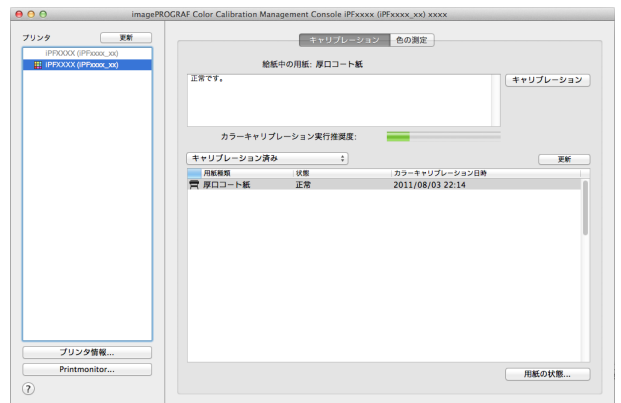 imagePROGRAF Color Calibration Management Console iPFxxxx (iPFxxxx_xx) xxxx
プリンタ
更新
iPFXXXX (iPFxxxx_xx)
iPFXXXX (iPFxxxx_xx)
プリンタ情報...
Printmonitor...
?
キャリブレーション 色の測定
給紙中の用紙: 厚口コート紙
正常です。
キャリブレーション
カラーキャリブレーション実行推奨度:
キャリブレーション済み
更新
用紙種類 状態 カラーキャリブレーション日時
厚口コート紙 正常 2011/08/03 22:14
用紙の状態...